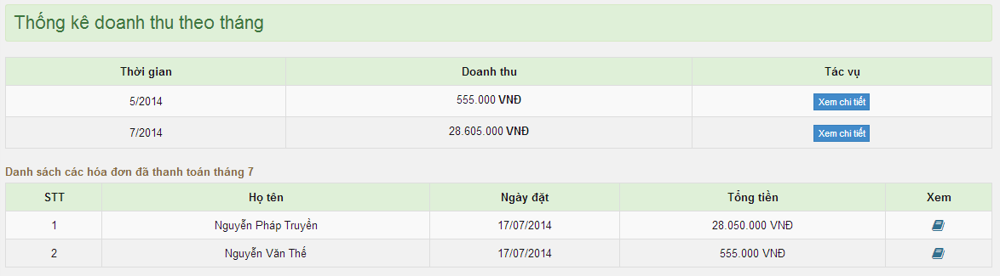 Thống kê doanh thu theo tháng
Thời gian Doanh thu Tác vụ
5/2014 555.000 VNĐ Xem chi tiết
7/2014 28.605.000 VNĐ Xem chi tiết
Danh sách các hóa đơn đã thanh toán tháng 7
STT Họ tên Ngày đặt Tổng tiền Xem
1 Nguyễn Pháp Truyền 17/07/2014 28.050.000 VNĐ
2 Nguyễn Văn Thế 17/07/2014 555.000 VNĐ